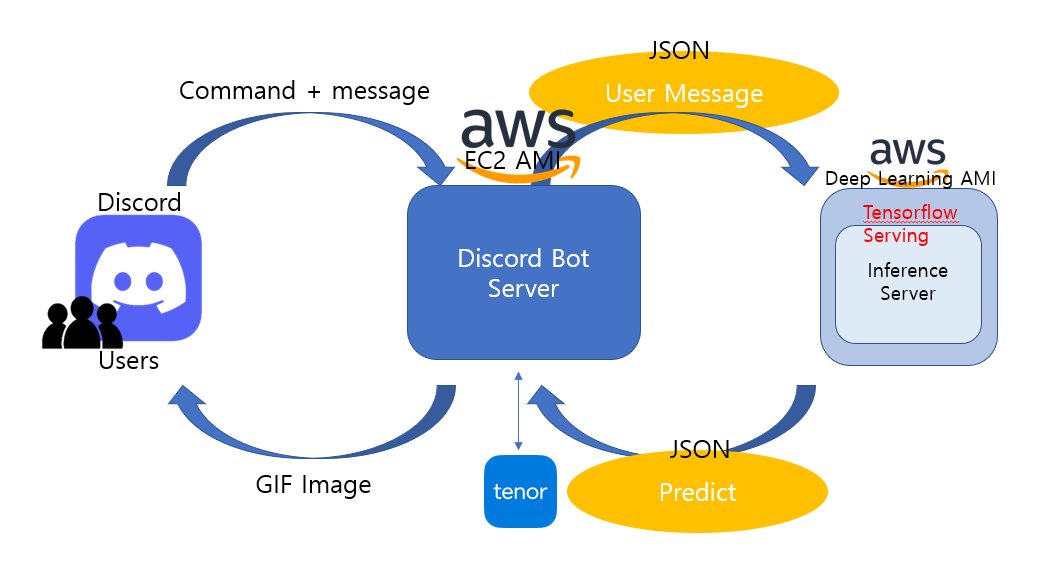 JSON
Command + message
User Message
aws
EC2 AMI
aws
Deep Learning AMI
Discord
Tensorflow
Serving
Discord Bot
Server
Inference
Server
Users
JSON
GIF Image
tenor
Predict